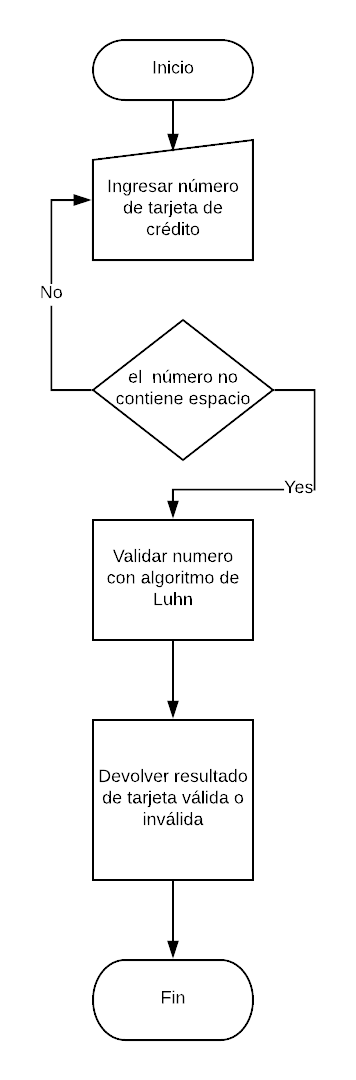 Inicio
Ingresar número
de tarjeta de
crédito
No
el número no
contiene espacio
Yes
Validar numero
con algoritmo de
Luhn
Devolver resultado
de tarjeta válida o
inválida
Fin